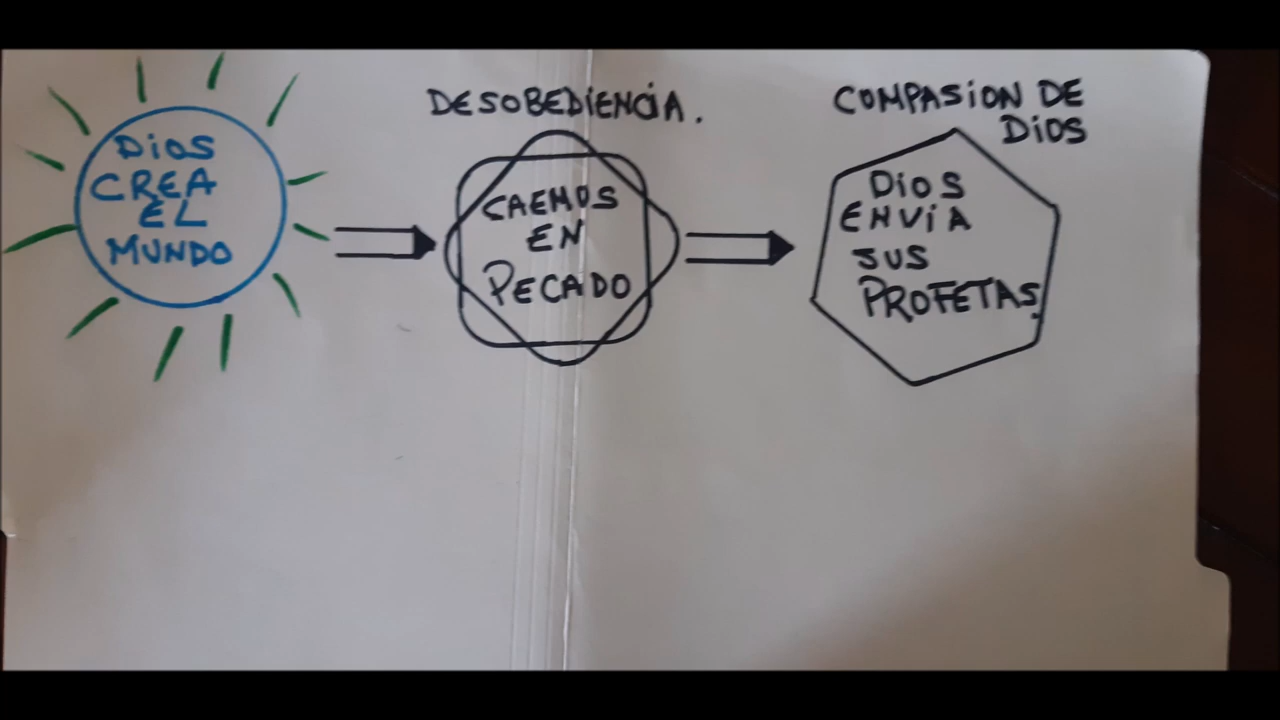 DIOS
CREA
EL
MUNDO
DESOBEDIENCIA.
CAEMOS
EN
PECADO
COMPASION DE
DIOS
DIOS
ENVIA
SUS
PROFETAS.